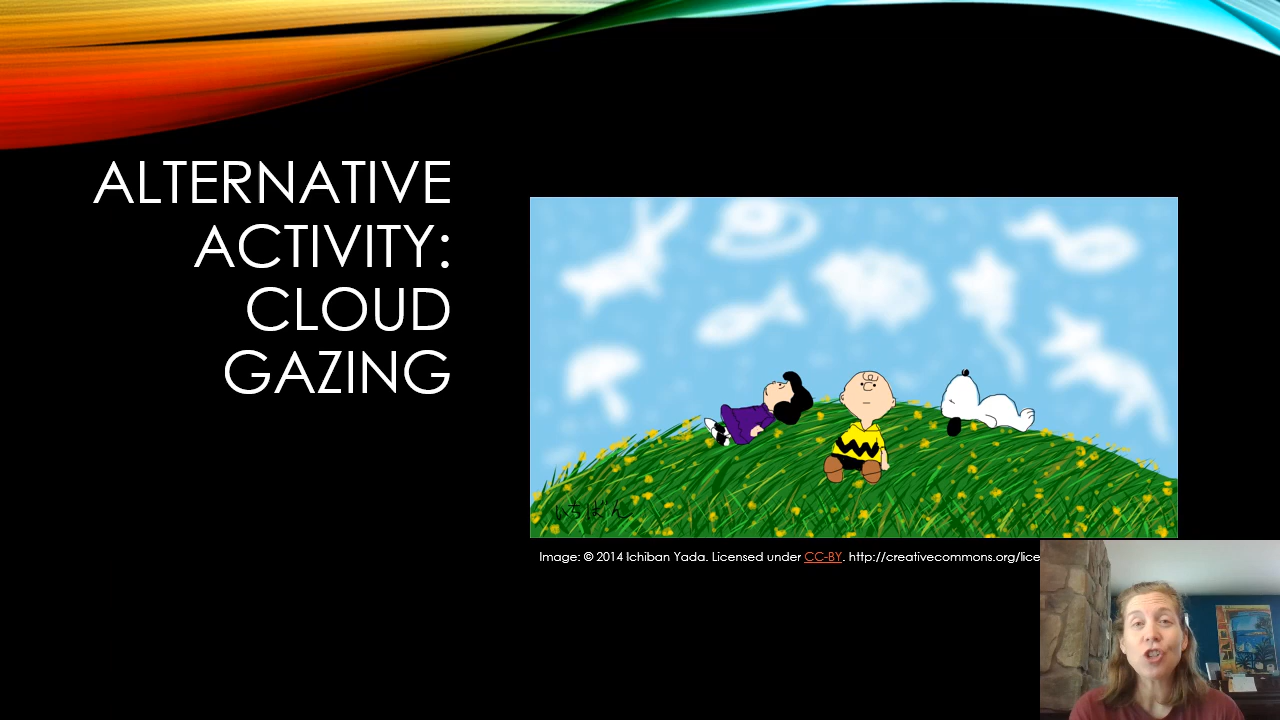 ALTERNATIVE
ACTIVITY:
CLOUD
GAZING
いちばん
Image: © 2014 Ichiban Yada. Licensed under CC-BY. http://creativecommons.org/lice